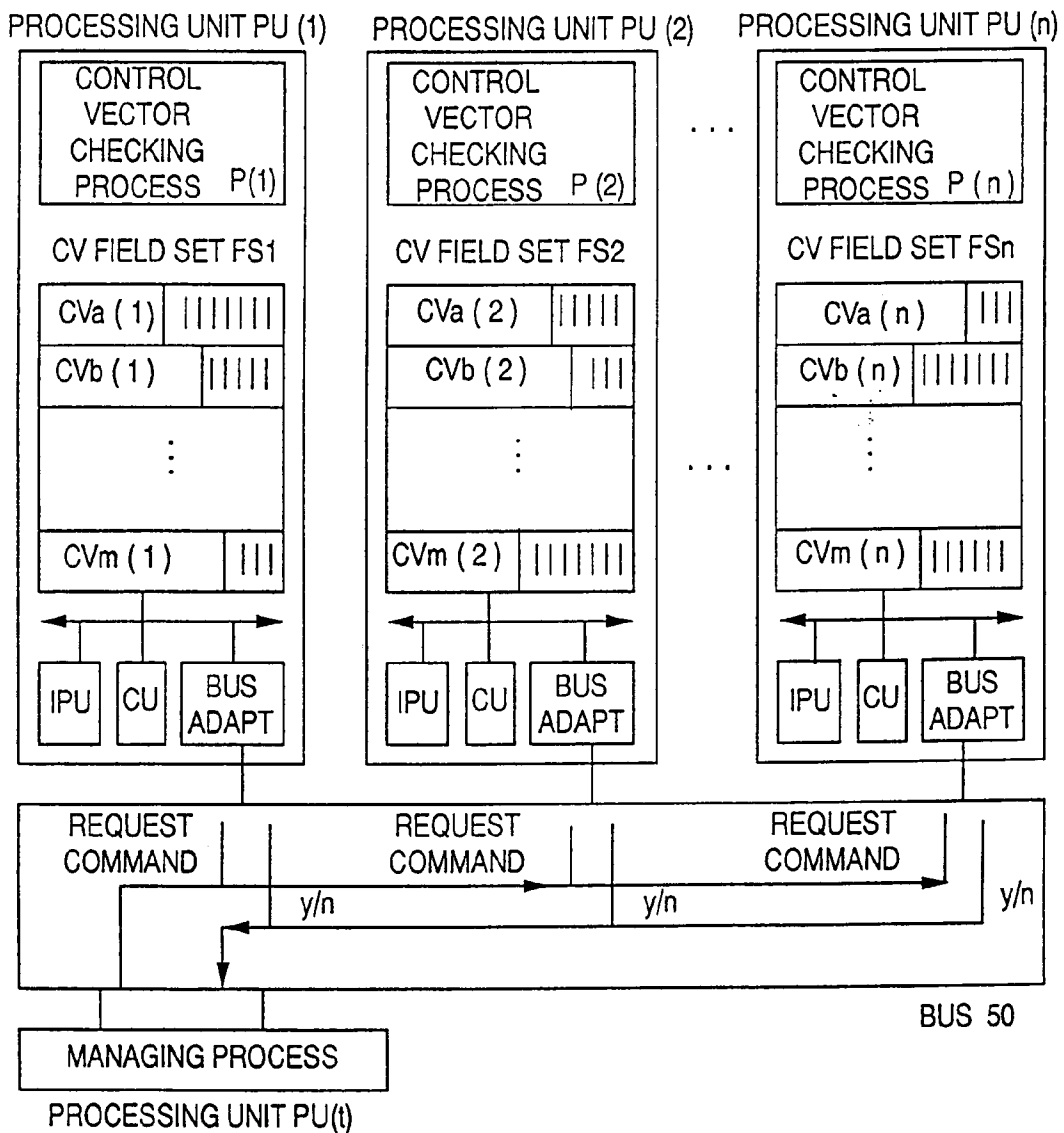 PROCESSING UNIT PU (1)
PROCESSING UNIT PU (2)
PROCESSING UNIT PU (n)
CONTROL
VECTOR
CHECKING
PROCESS P(1)
CONTROL
VECTOR
CHECKING
PROCESS P (2)
. . .
CONTROL
VECTOR
CHECKING
PROCESS P ( n )
CV FIELD SET FS1
CV FIELD SET FS2
CV FIELD SET FSn
CVa ( 1 )
CVa ( 2 )
CVa ( n )
CVb ( 1 )
CVb ( 2 )
CVb ( n )
. . .
CVm ( 1 )
CVm ( 2 )
CVm ( n )
IPU
CU
BUS
ADAPT
IPU
CU
BUS
ADAPT
IPU
CU
BUS
ADAPT
REQUEST
COMMAND
REQUEST
COMMAND
REQUEST
COMMAND
y/n
y/n
y/n
BUS 50
MANAGING PROCESS
PROCESSING UNIT PU(t)